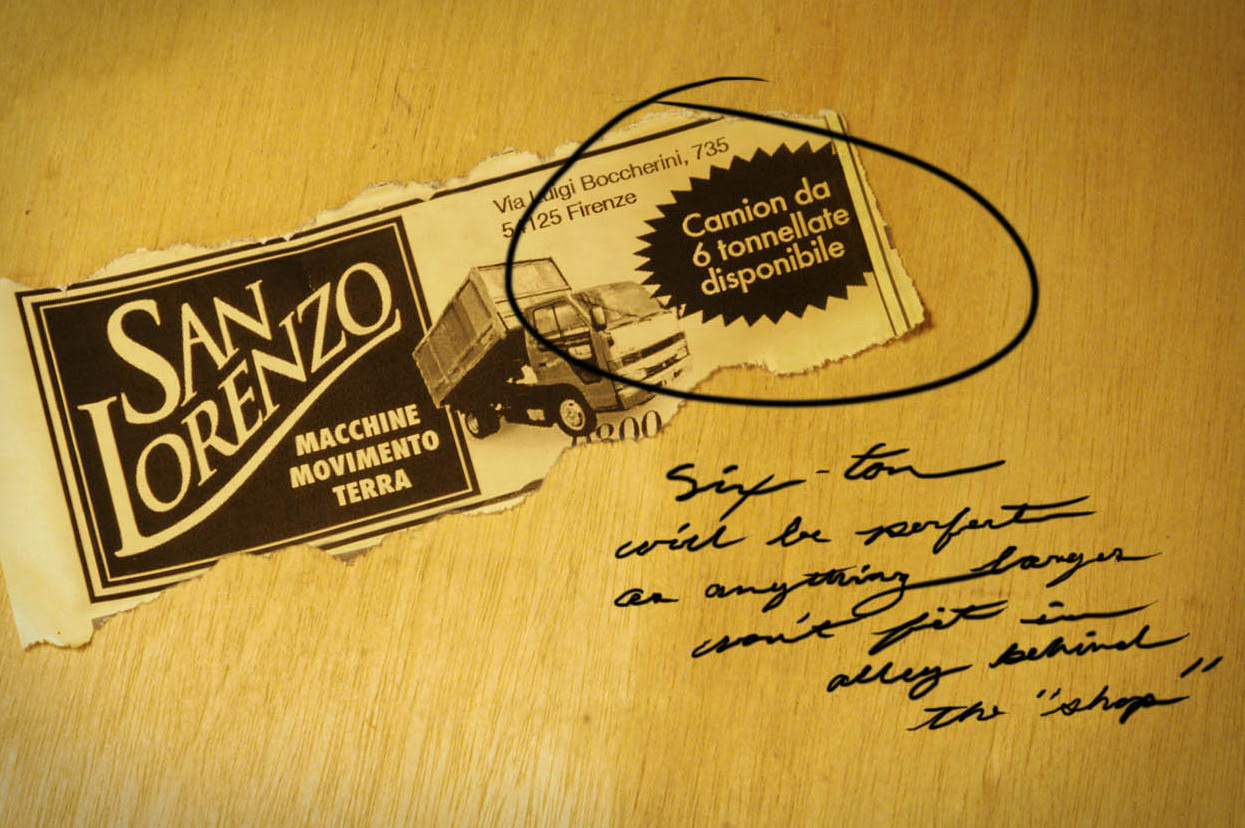 SAN
LORENZO
MACCHINE
MOVIMENTO
TERRA
Via Luigi Boccherini, 735
54125 Firenze
Camion da
6 tonnellate
disponibile
Six-ton
will be perfect
as anything larger
won't fit in
alley behind
the "shop"